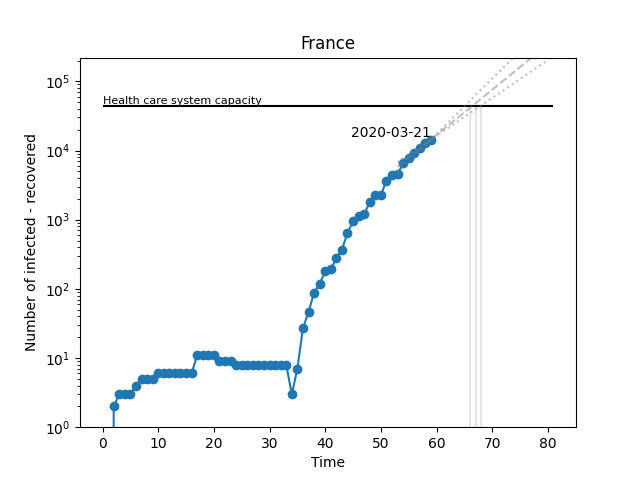 France
Number of infected - recovered
10^5
10^4
10^3
10^2
10^1
10^0
Health care system capacity
2020-03-21
0 10 20 30 40 50 60 70 80
Time